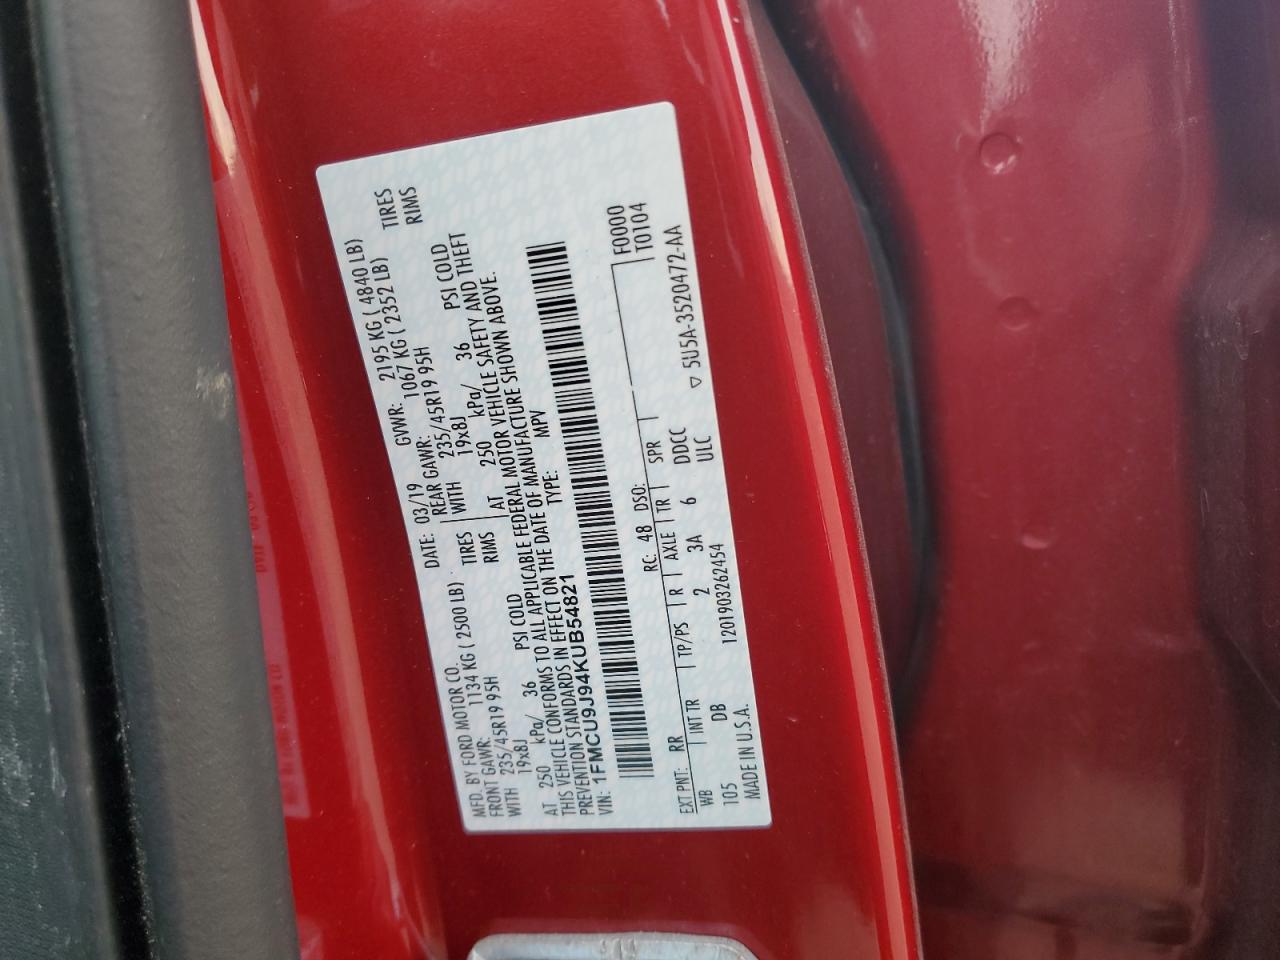 MFD. BY FORD MOTOR CO. DATE: 03/19 GVWR: 2195 KG ( 4840 LB)
FRONT GAWR: 1134 KG ( 2500 LB) REAR GAWR: 1067 KG ( 2352 LB)
WITH 235/45R19 95H TIRES WITH 235/45R19 95H TIRES
19x8J RIMS 19x8J RIMS
AT 250 kPa/ 36 PSI COLD AT 250 kPa/ 36 PSI COLD
THIS VEHICLE CONFORMS TO ALL APPLICABLE FEDERAL MOTOR VEHICLE SAFETY AND THEFT
PREVENTION STANDARDS IN EFFECT ON THE DATE OF MANUFACTURE SHOWN ABOVE.
VIN: 1FMCU9J94KUB54821 TYPE: MPV
EXT PNT: RR RC: 48 DSO: F0000
WB INT TR TP/PS R AXLE TR SPR T0104
105 DB 2 3A 6 DDCC
MADE IN U.S.A. 1201903262454 ULC ▽ 5U5A-3520472-AA